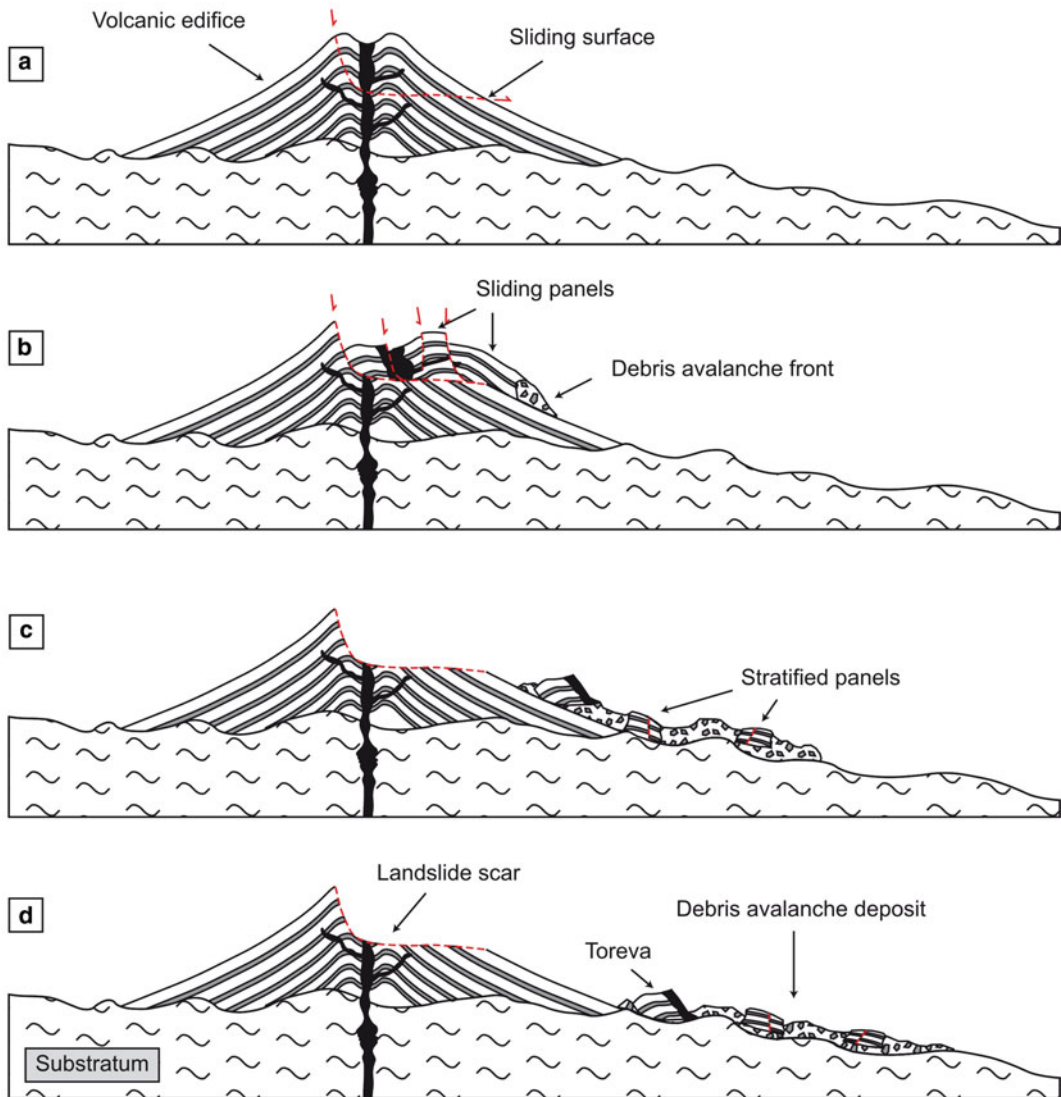 Volcanic edifice
Sliding surface
a
Sliding panels
b
Debris avalanche front
c
Stratified panels
Landslide scar
d
Debris avalanche deposit
Toreva
Substratum